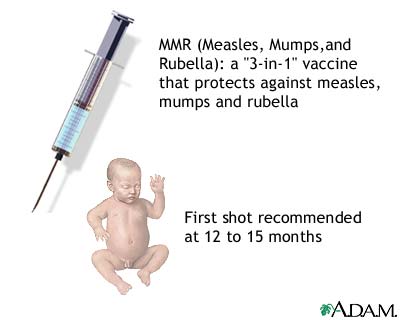 MMR (Measles, Mumps,and
Rubella): a "3-in-1" vaccine
that protects against measles,
mumps and rubella
First shot recommended
at 12 to 15 months
A.D.A.M.